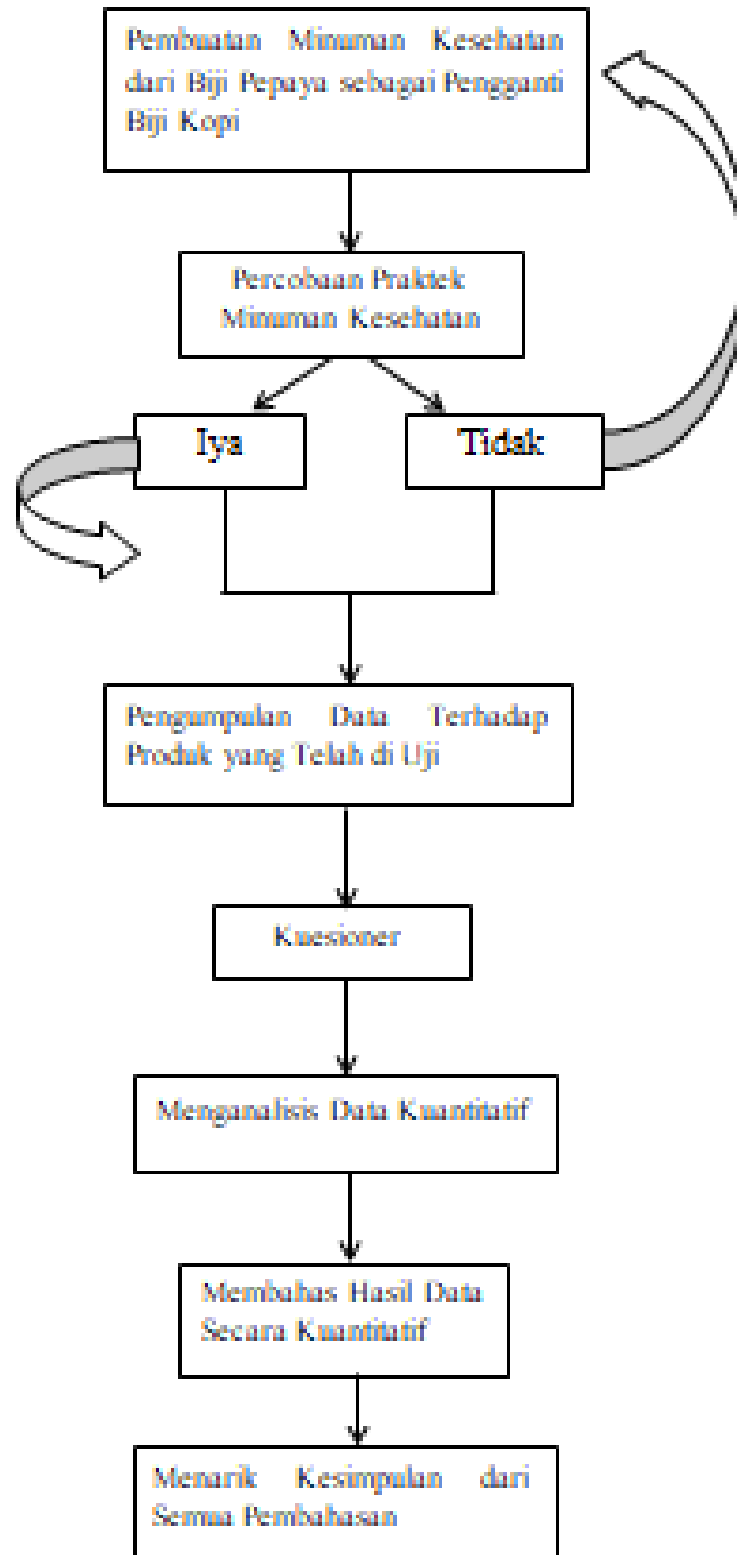 Pembuatan Minuman Kesehatan
dari Biji Pepaya sebagai Pengganti
Biji Kopi
Percobaan Praktek
Minuman Kesehatan
Iya
Tidak
Pengumpulan Data Terhadap
Produk yang Telah di Uji
Kuesioner
Menganalisis Data Kuantitatif
Membahas Hasil Data
Secara Kuantitatif
Menarik Kesimpulan dari
Semua Pembahasan